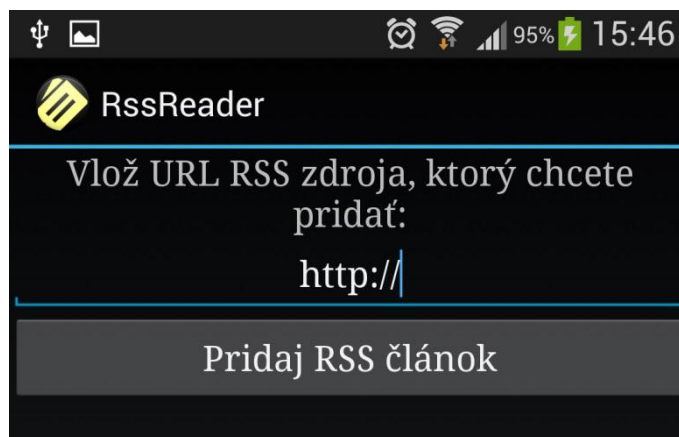 95% 15:46
RssReader
Vlož URL RSS zdroja, ktorý chcete
pridať:
http://
Pridaj RSS článok